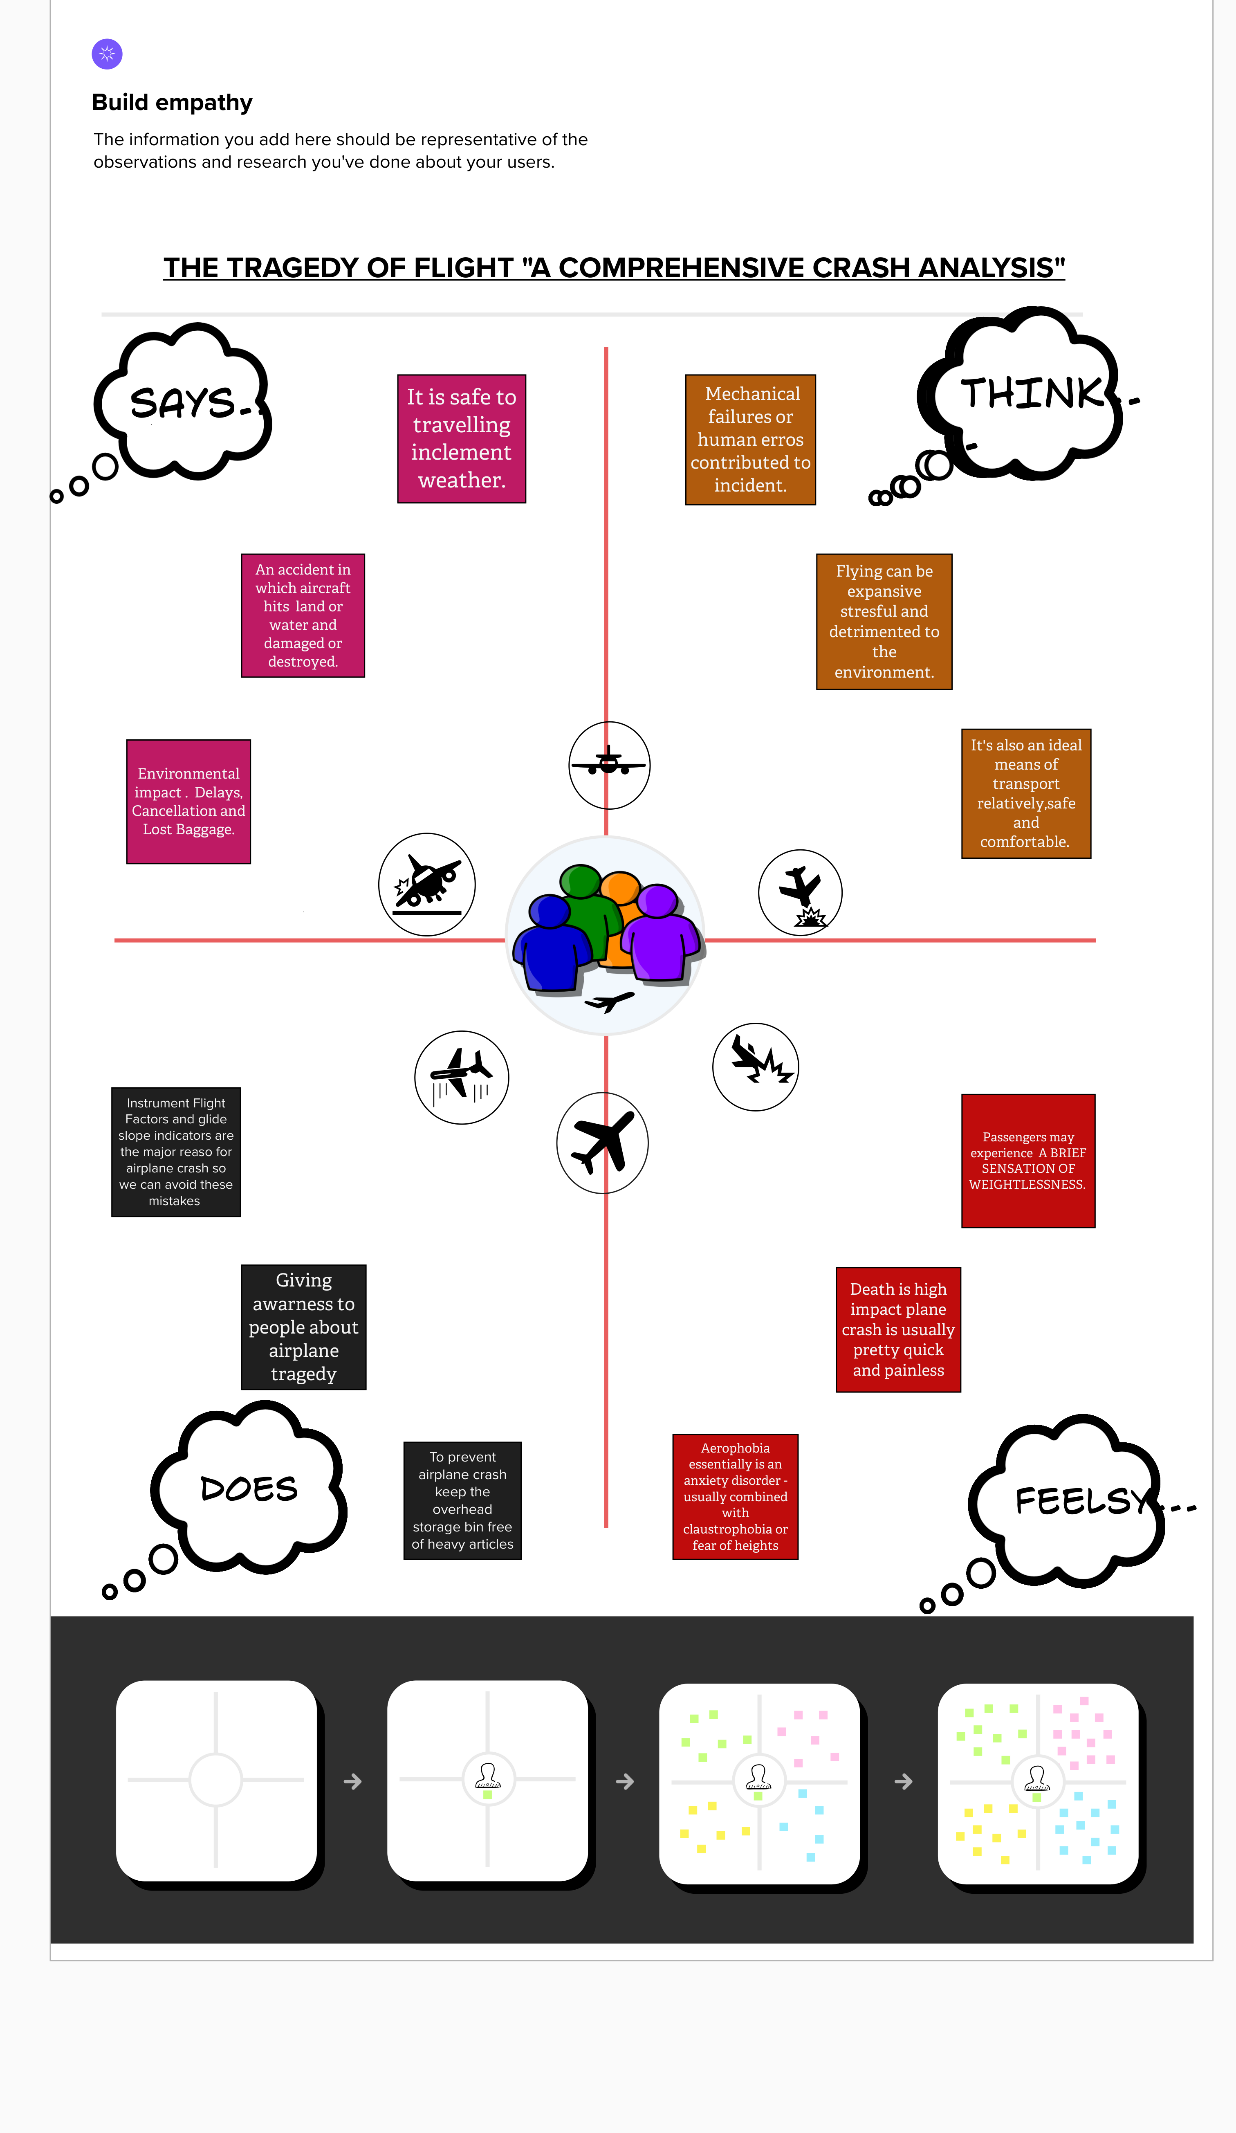 Build empathy
The information you add here should be representative of the
observations and research you've done about your users.
THE TRAGEDY OF FLIGHT "A COMPREHENSIVE CRASH ANALYSIS"
SAYS..
It is safe to
travelling
inclement
weather.
An accident in
which aircraft
hits land or
water and
damaged or
destroyed.
Environmental
impact . Delays,
Cancellation and
Lost Baggage.
THINK..
-
Mechanical
failures or
human erros
contributed to
incident.
Flying can be
expansive
stresful and
detrimented to
the
environment.
It's also an ideal
means of
transport
relatively,safe
and
comfortable.
Instrument Flight
Factors and glide
slope indicators are
the major reaso for
airplane crash so
we can avoid these
mistakes
Giving
awarness to
people about
airplane
tragedy
DOES
To prevent
airplane crash
keep the
overhead
storage bin free
of heavy articles
Passengers may
experience A BRIEF
SENSATION OF
WEIGHTLESSNESS.
Death is high
impact plane
crash is usually
pretty quick
and painless
Aerophobia
essentially is an
anxiety disorder -
usually combined
with
claustrophobia or
fear of heights
FEELSY...